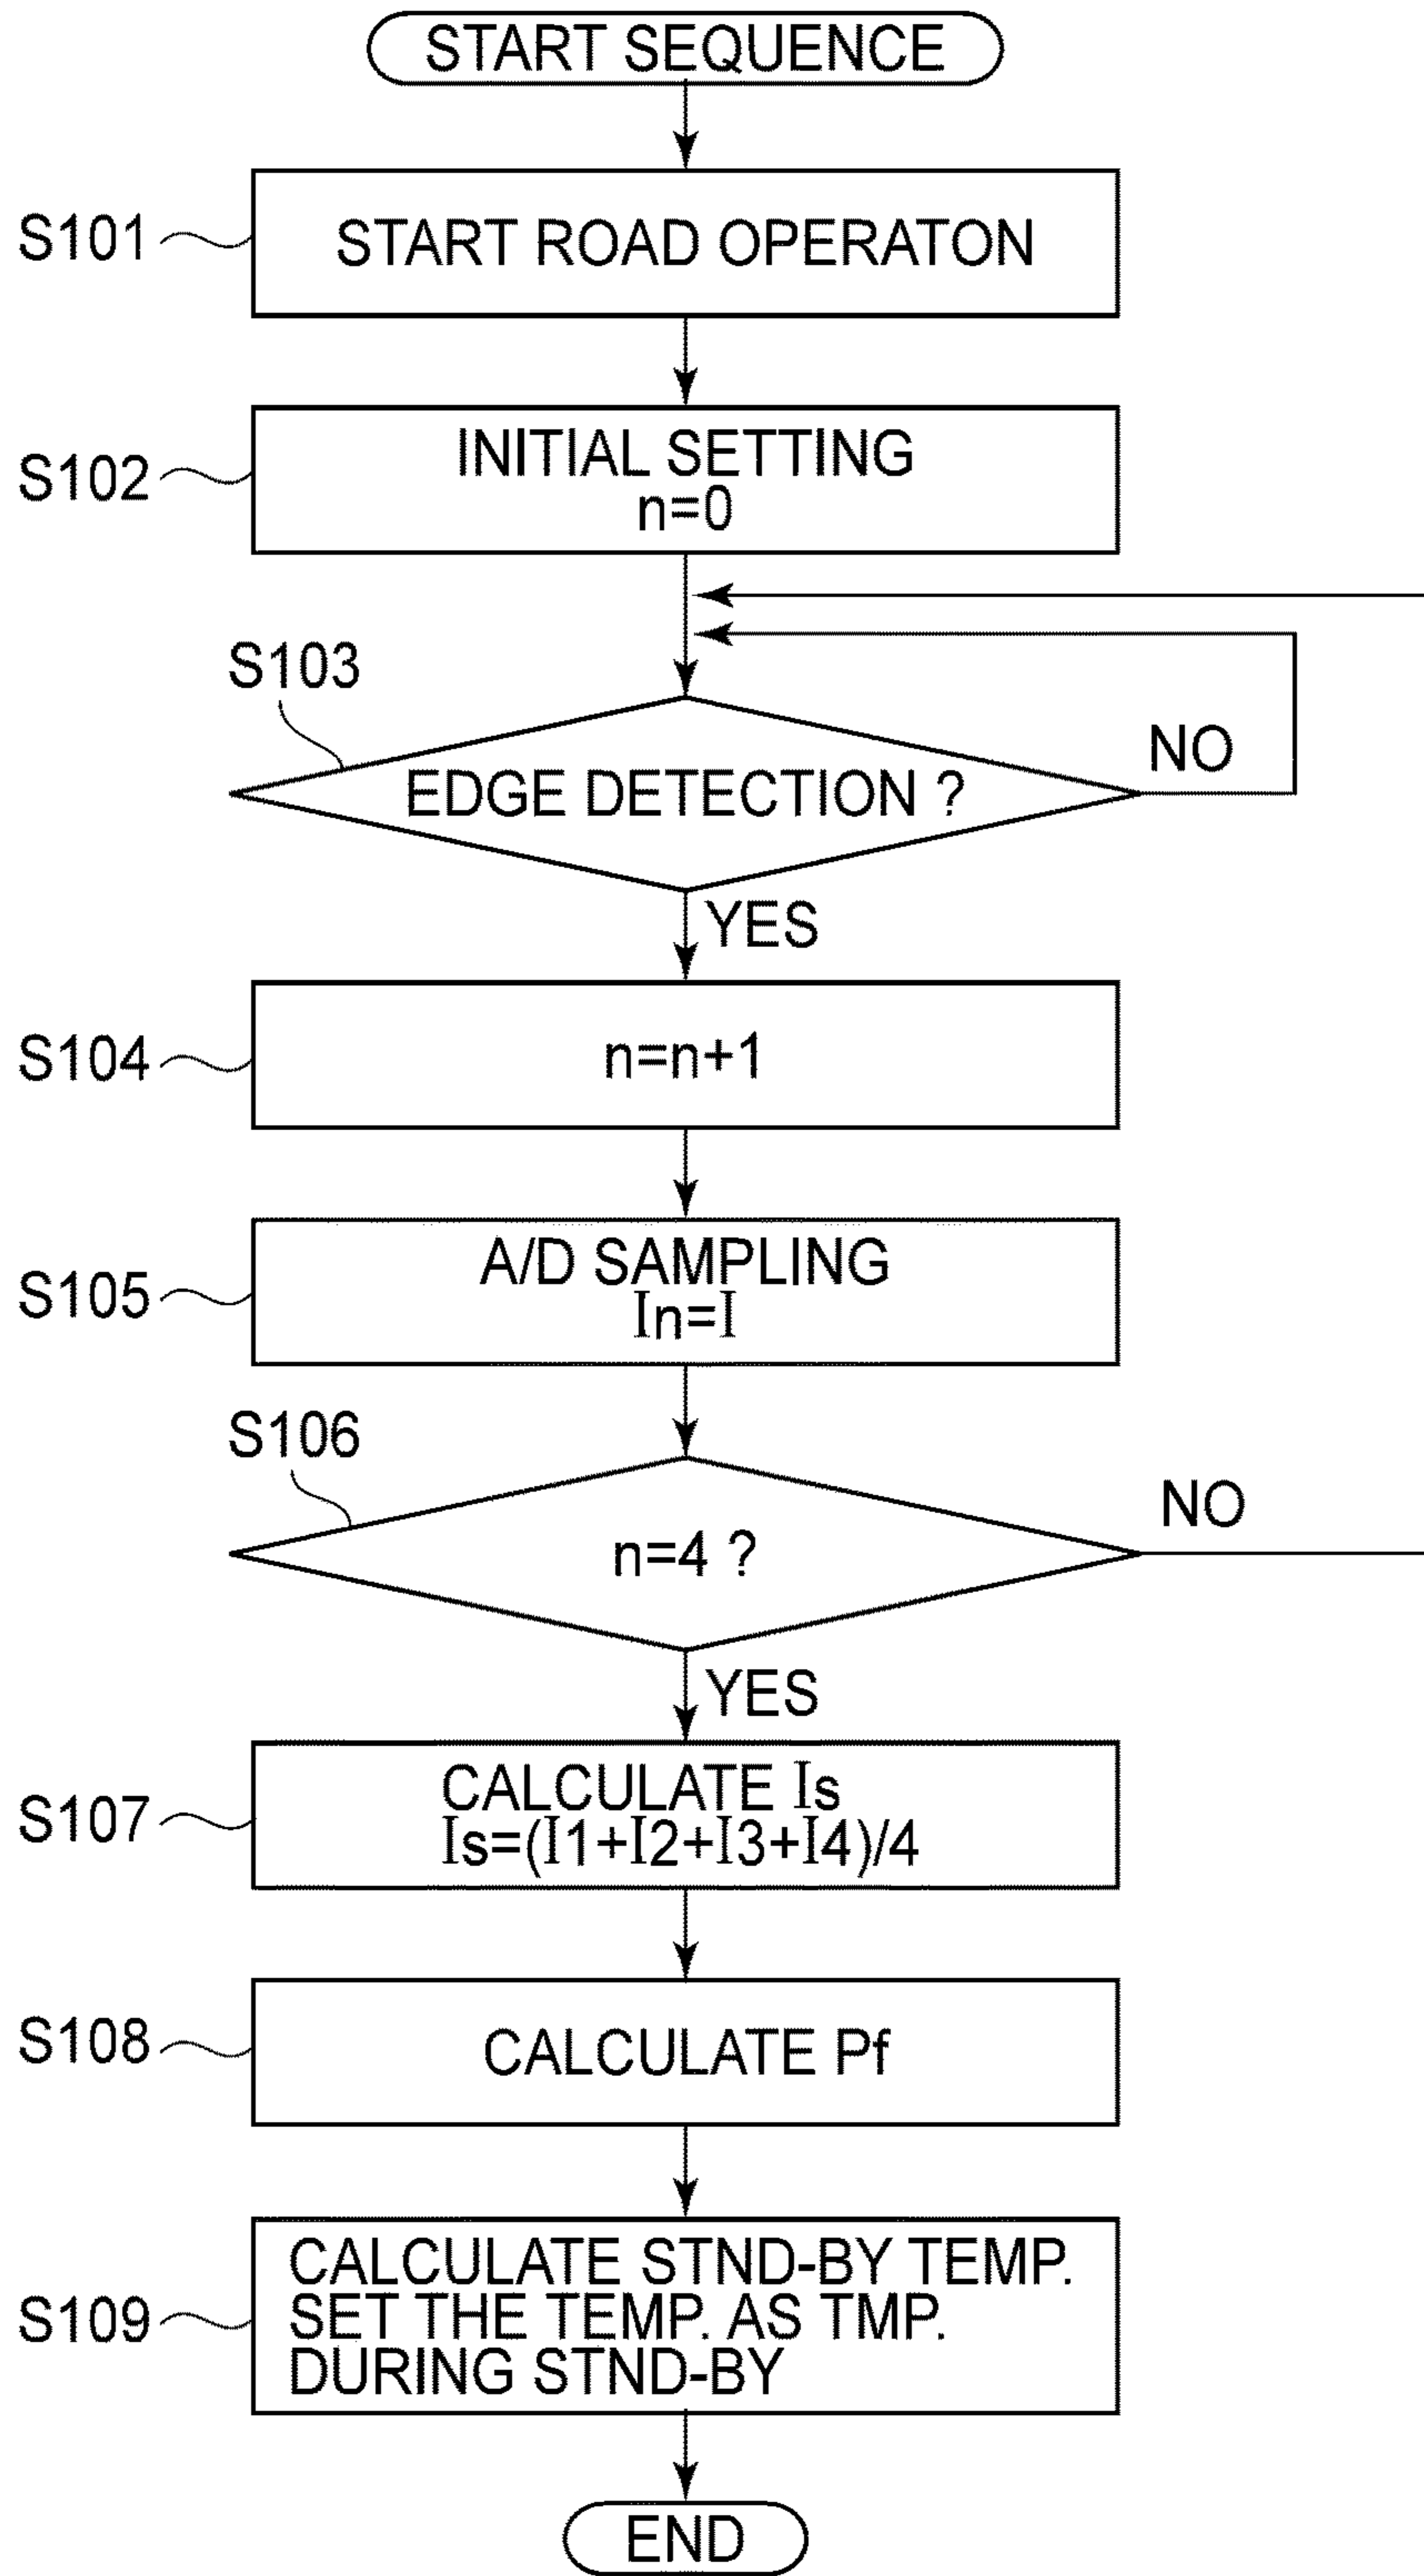 START SEQUENCE
S101
START ROAD OPERATON
S102
INITIAL SETTING
n=0
S103
EDGE DETECTION ?
NO
YES
S104
n=n+1
S105
A/D SAMPLING
In=I
S106
n=4 ?
NO
YES
S107
CALCULATE Is
Is=(I1+I2+I3+I4)/4
S108
CALCULATE Pf
S109
CALCULATE STND-BY TEMP.
SET THE TEMP. AS TMP.
DURING STND-BY
END